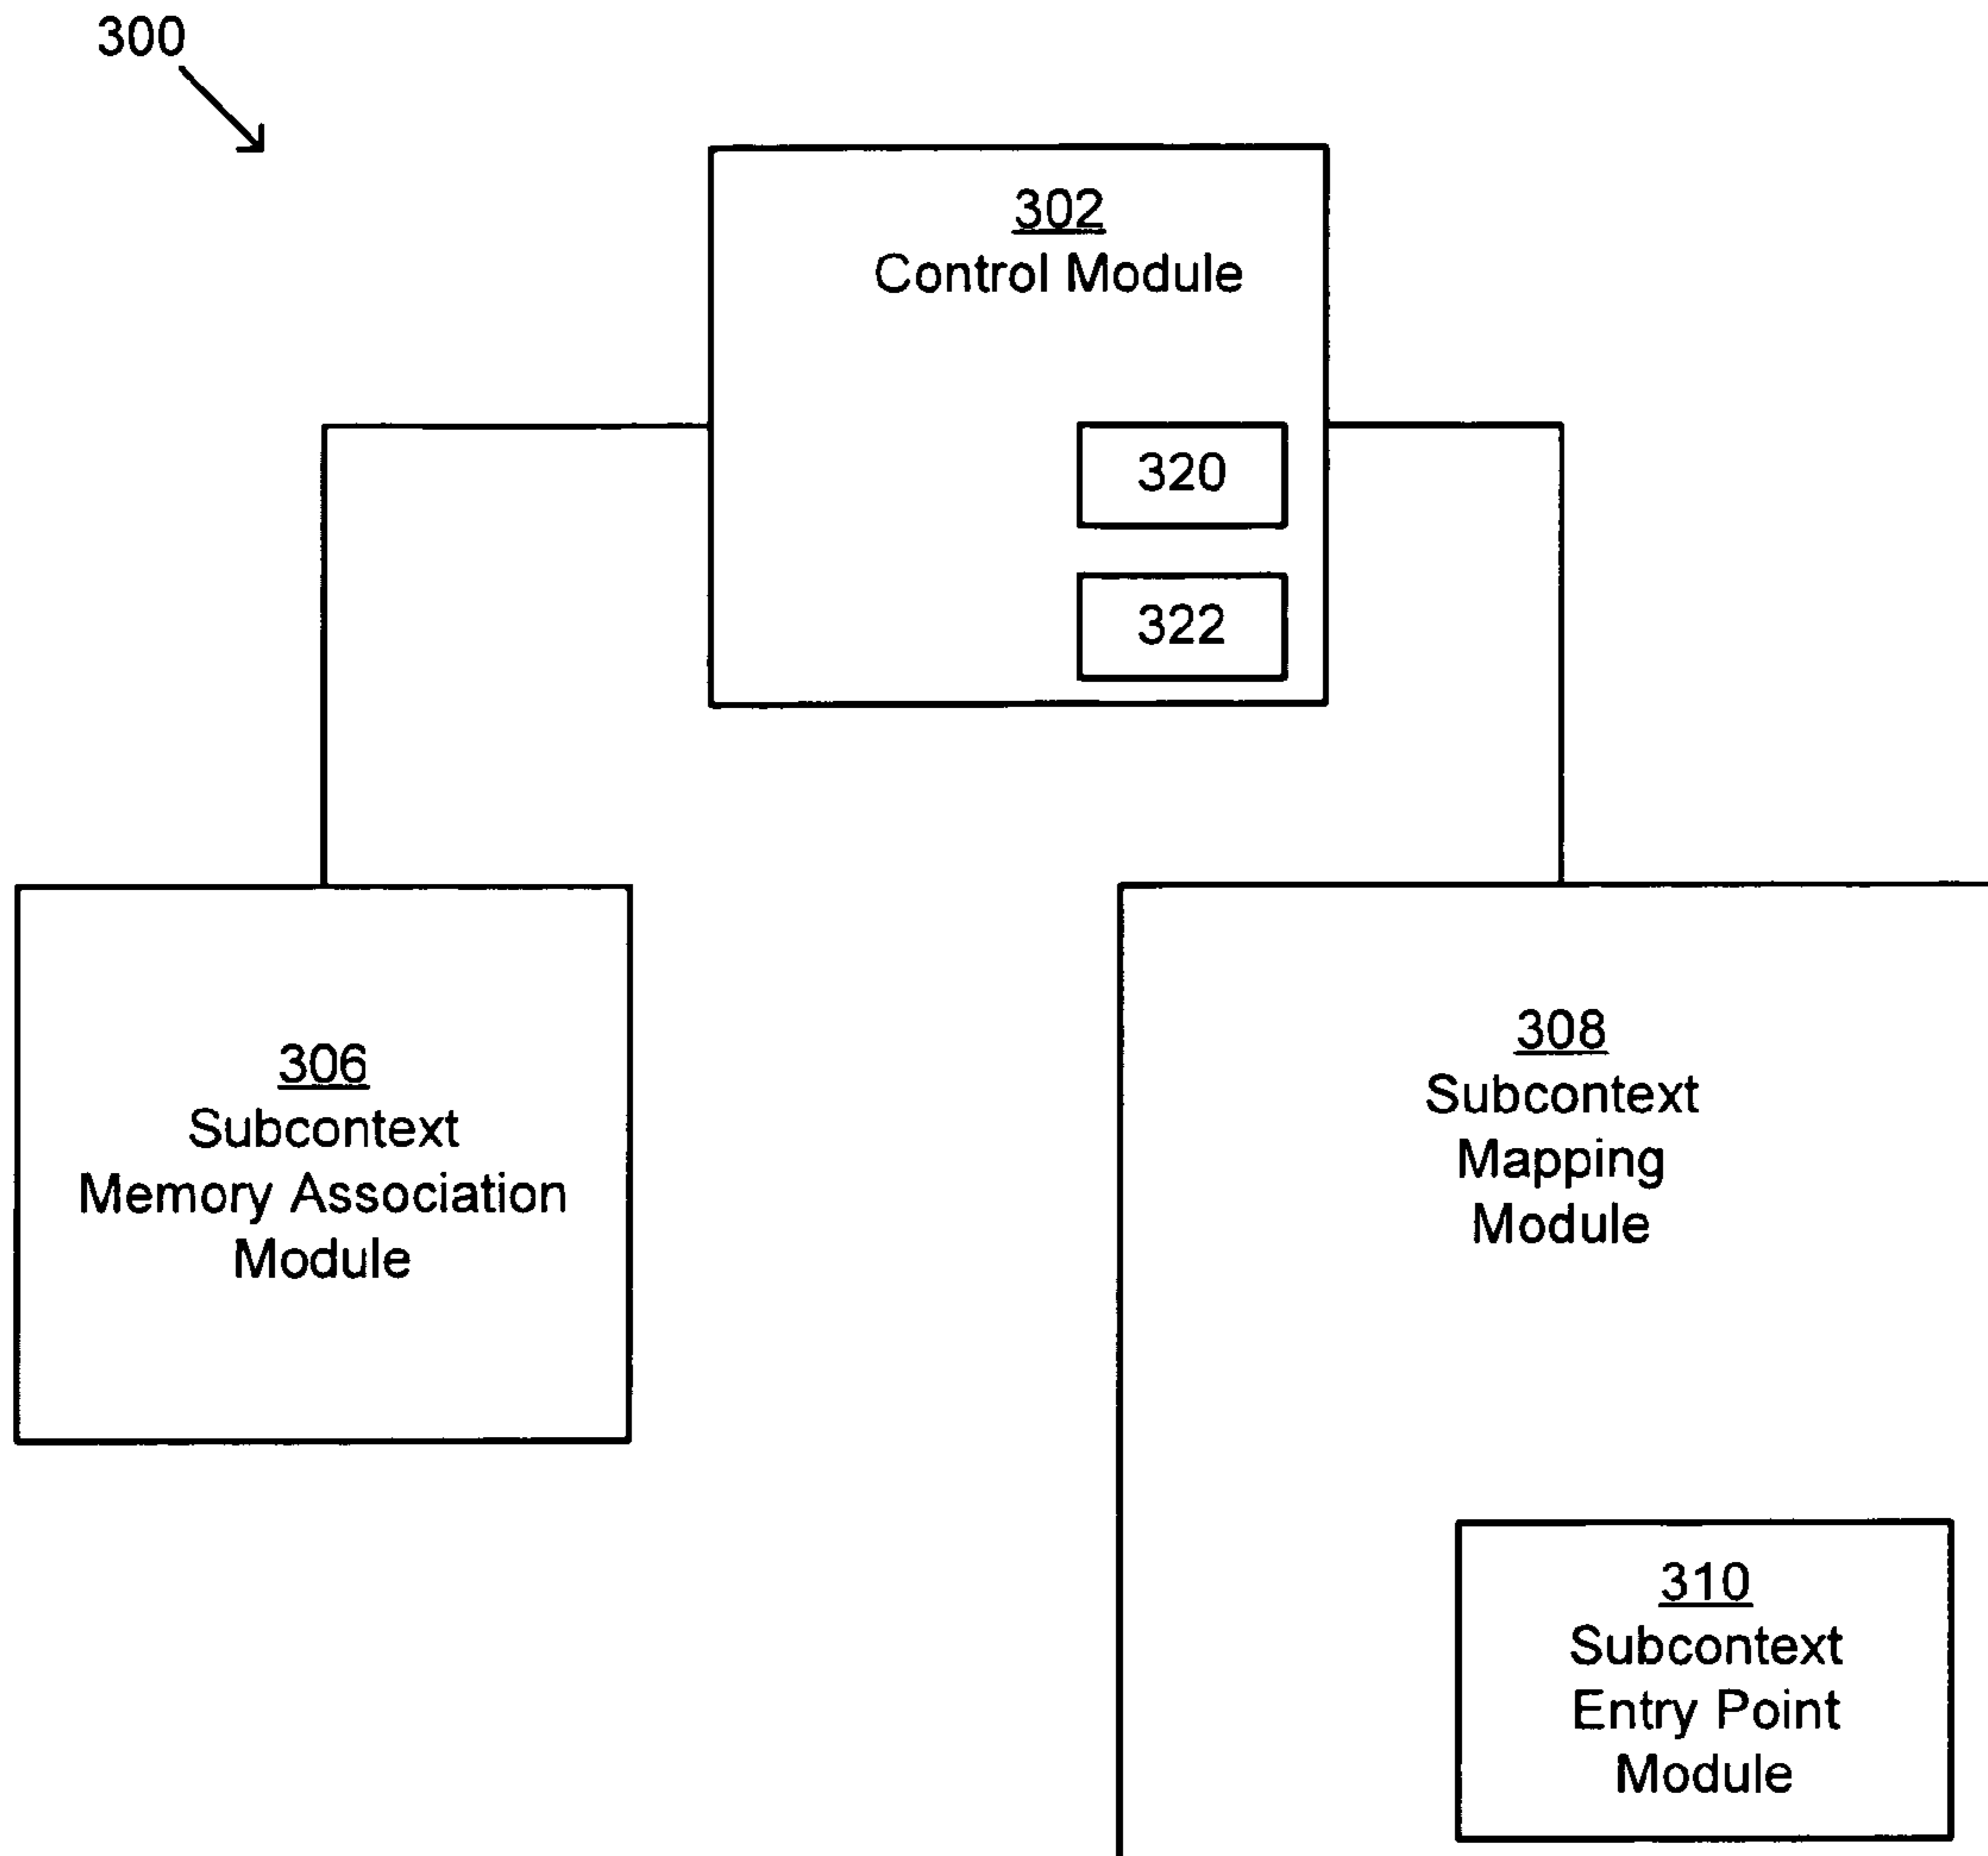 300
302
Control Module
320
322
306
Subcontext
Memory Association
Module
308
Subcontext
Mapping
Module
310
Subcontext
Entry Point
Module